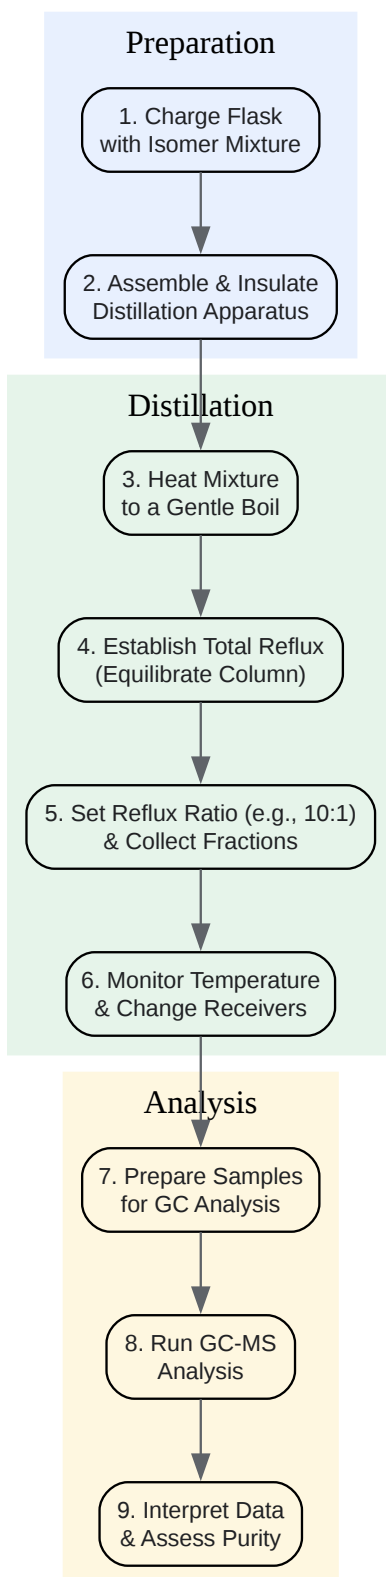 Preparation
1. Charge Flask
with Isomer Mixture
2. Assemble & Insulate
Distillation Apparatus
Distillation
3. Heat Mixture
to a Gentle Boil
4. Establish Total Reflux
(Equilibrate Column)
5. Set Reflux Ratio (e.g., 10:1)
& Collect Fractions
6. Monitor Temperature
& Change Receivers
Analysis
7. Prepare Samples
for GC Analysis
8. Run GC-MS
Analysis
9. Interpret Data
& Assess Purity